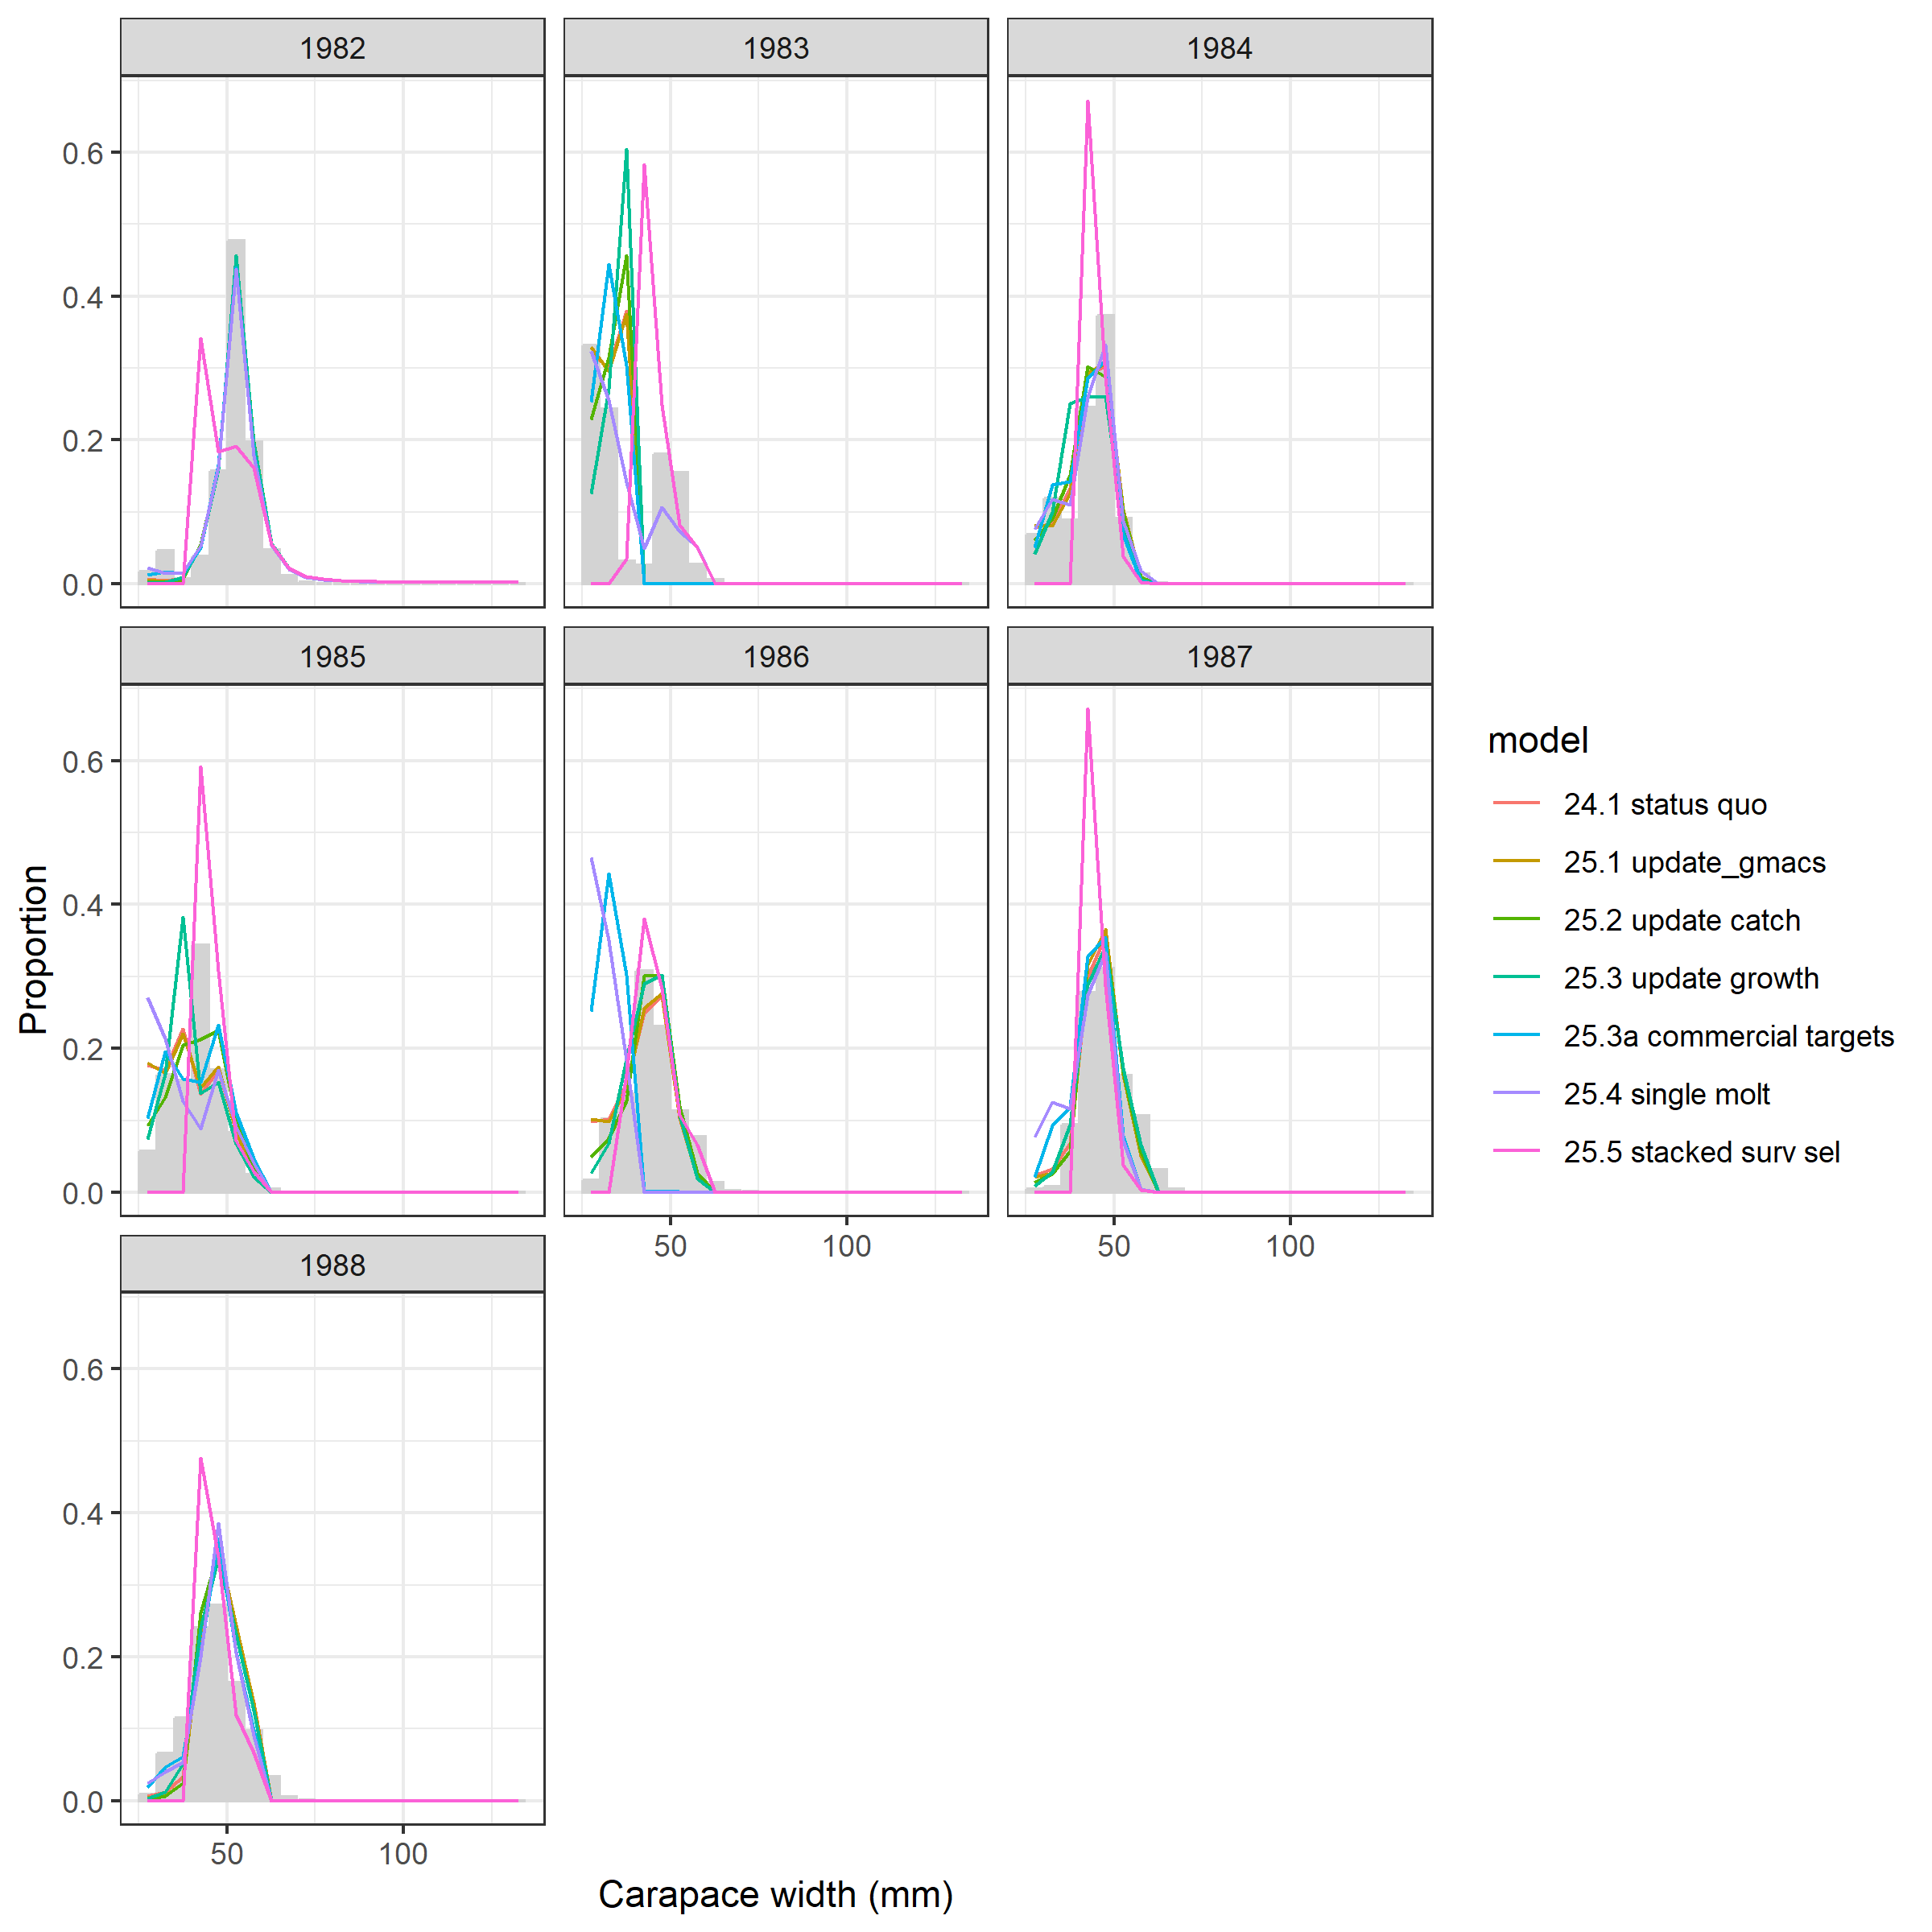 1982
1983
1984
0.6
0.4
0.2
0.0
1985
1986
1987
0.6
0.4
0.2
0.0
50
100
50
100
1988
0.6
0.4
0.2
0.0
50
100
Carapace width (mm)
Proportion
model
24.1 status quo
25.1 update_gmacs
25.2 update catch
25.3 update growth
25.3a commercial targets
25.4 single molt
25.5 stacked surv sel